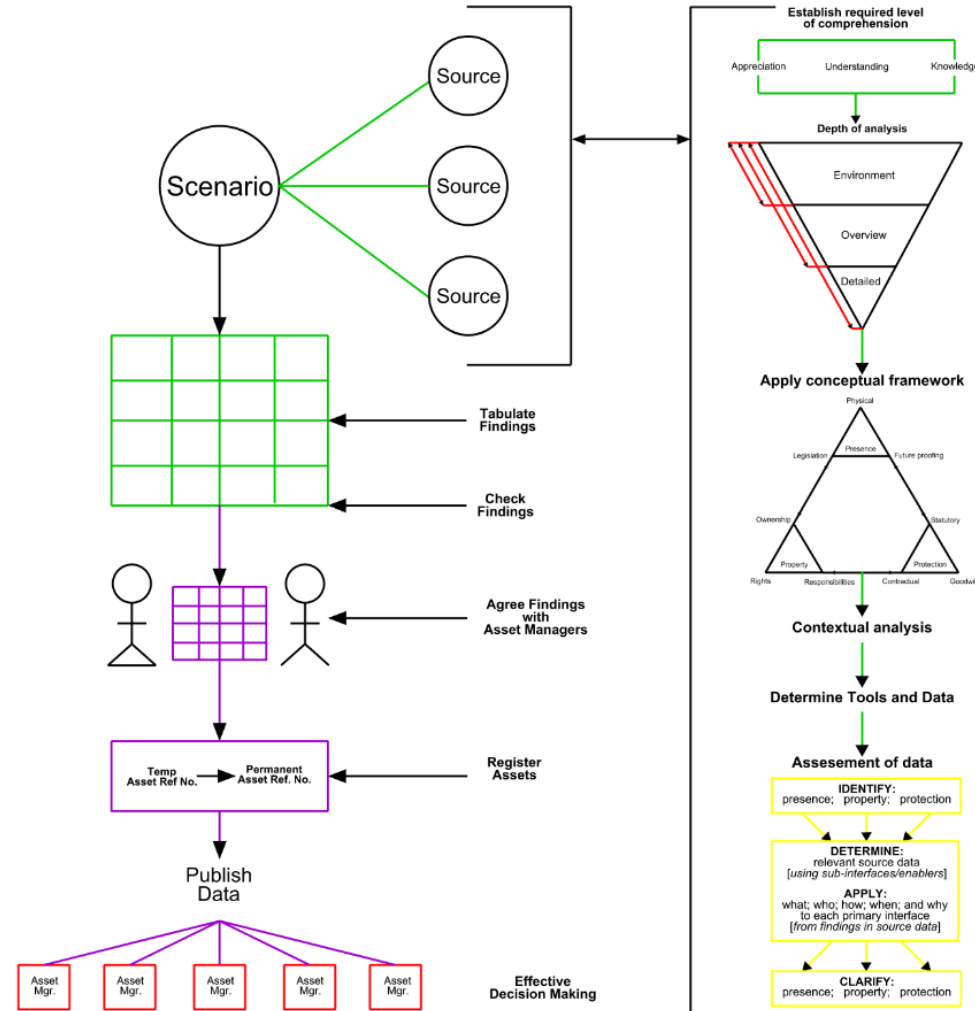 Scenario
Source
Source
Source
Tabulate
Findings
Check
Findings
Agree Findings
with
Asset Managers
Temp
Asset Ref No.
Permanent
Asset Ref. No.
Register
Assets
Publish
Data
Asset
Mgr.
Asset
Mgr.
Asset
Mgr.
Asset
Mgr.
Asset
Mgr.
Effective
Decision Making
Establish required level
of comprehension
Appreciation Understanding Knowledge
Depth of analysis
Environment
Overview
Detailed
Apply conceptual framework
Physical
Legislation Presence Future proofing
Ownership Statutory
Property Protection
Rights Responsibilities Contractual Goodwi
Contextual analysis
Determine Tools and Data
Assesement of data
IDENTIFY:
presence; property; protection
DETERMINE:
relevant source data
[using sub-interfaces/enablers]
APPLY:
what; who; how; when; and why
to each primary interface
[from findings in source data]
CLARIFY:
presence; property; protection